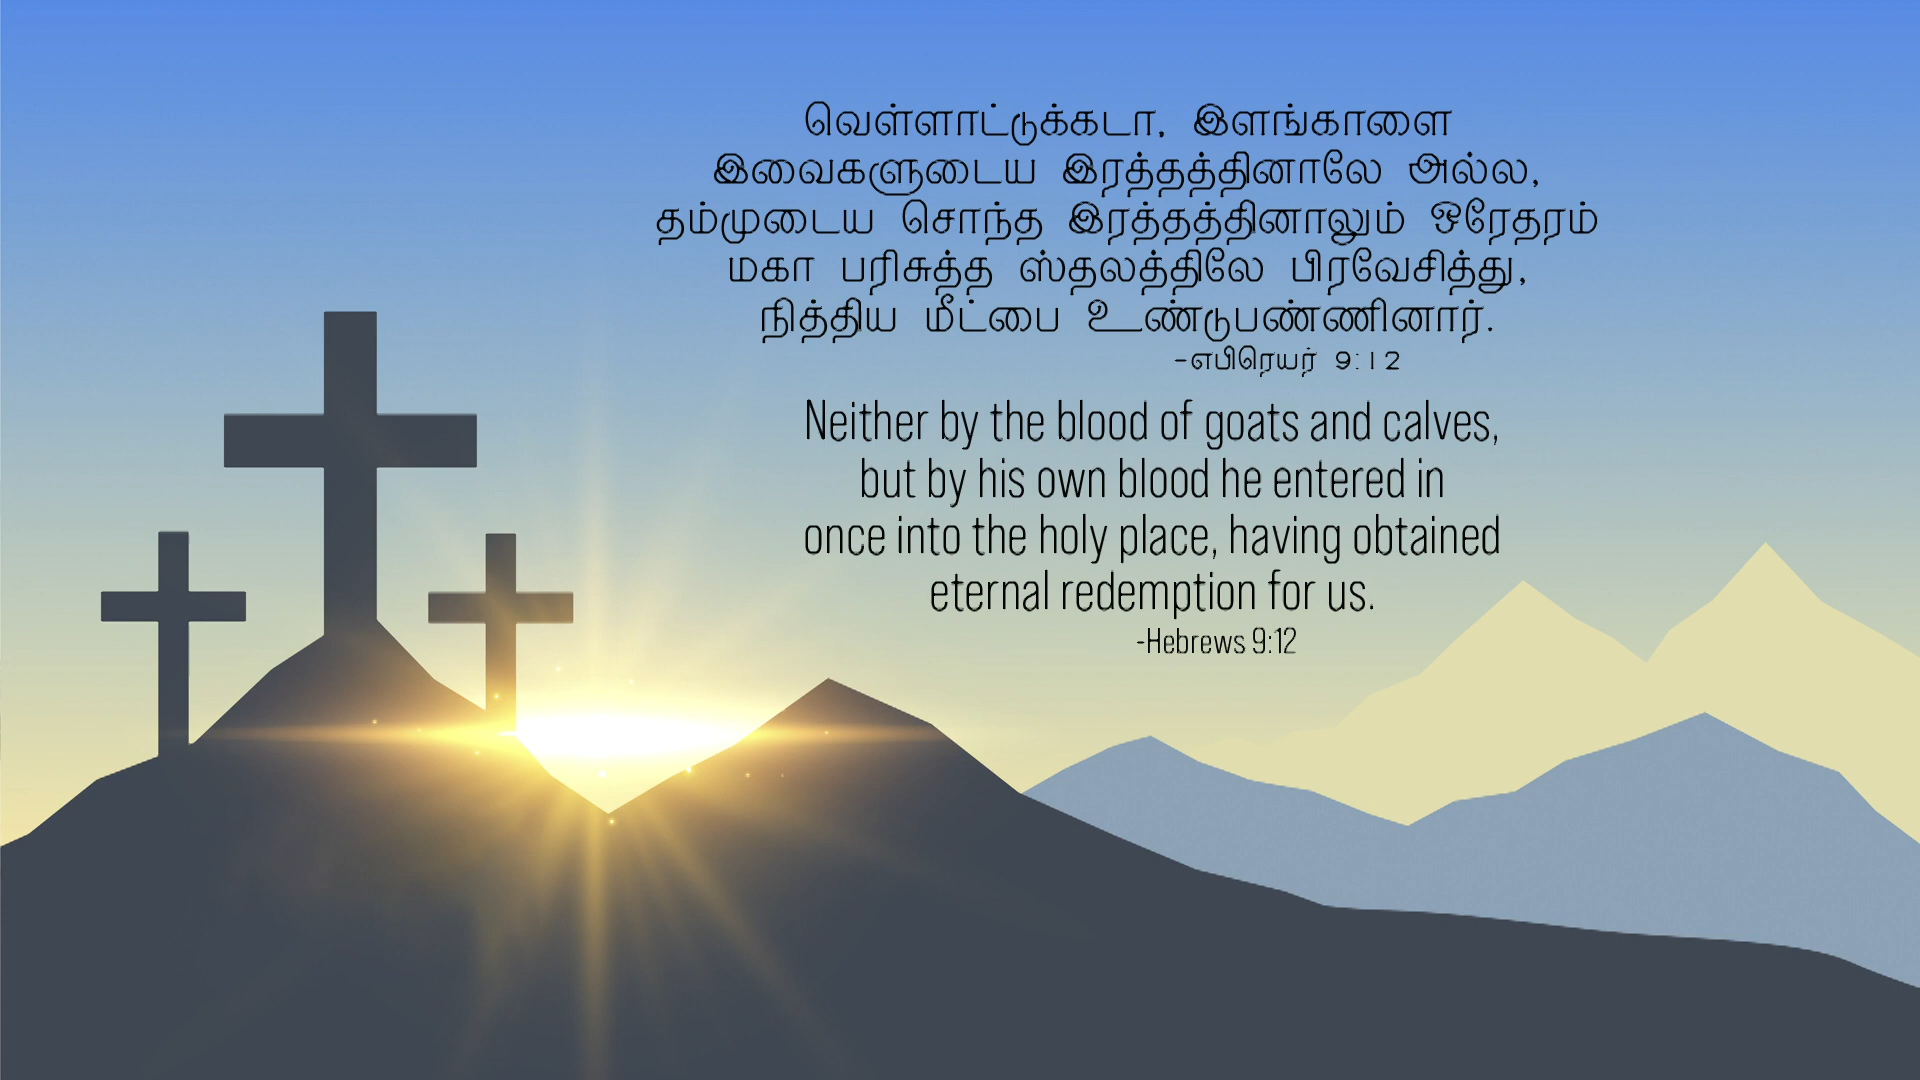 வெள்ளாட்டுக்கடா, இளங்காளை
இவைகளுடைய இரத்தத்தினாலே அல்ல,
தம்முடைய சொந்த இரத்தத்தினாலும் ஒரேதரம்
மகா பரிசுத்த ஸ்தலத்திலே பிரவேசித்து,
நித்திய மீட்பை உண்டுபண்ணினார்.
-எபிரெயர் 9:12
Neither by the blood of goats and calves,
but by his own blood he entered in
once into the holy place, having obtained
eternal redemption for us.
-Hebrews 9:12